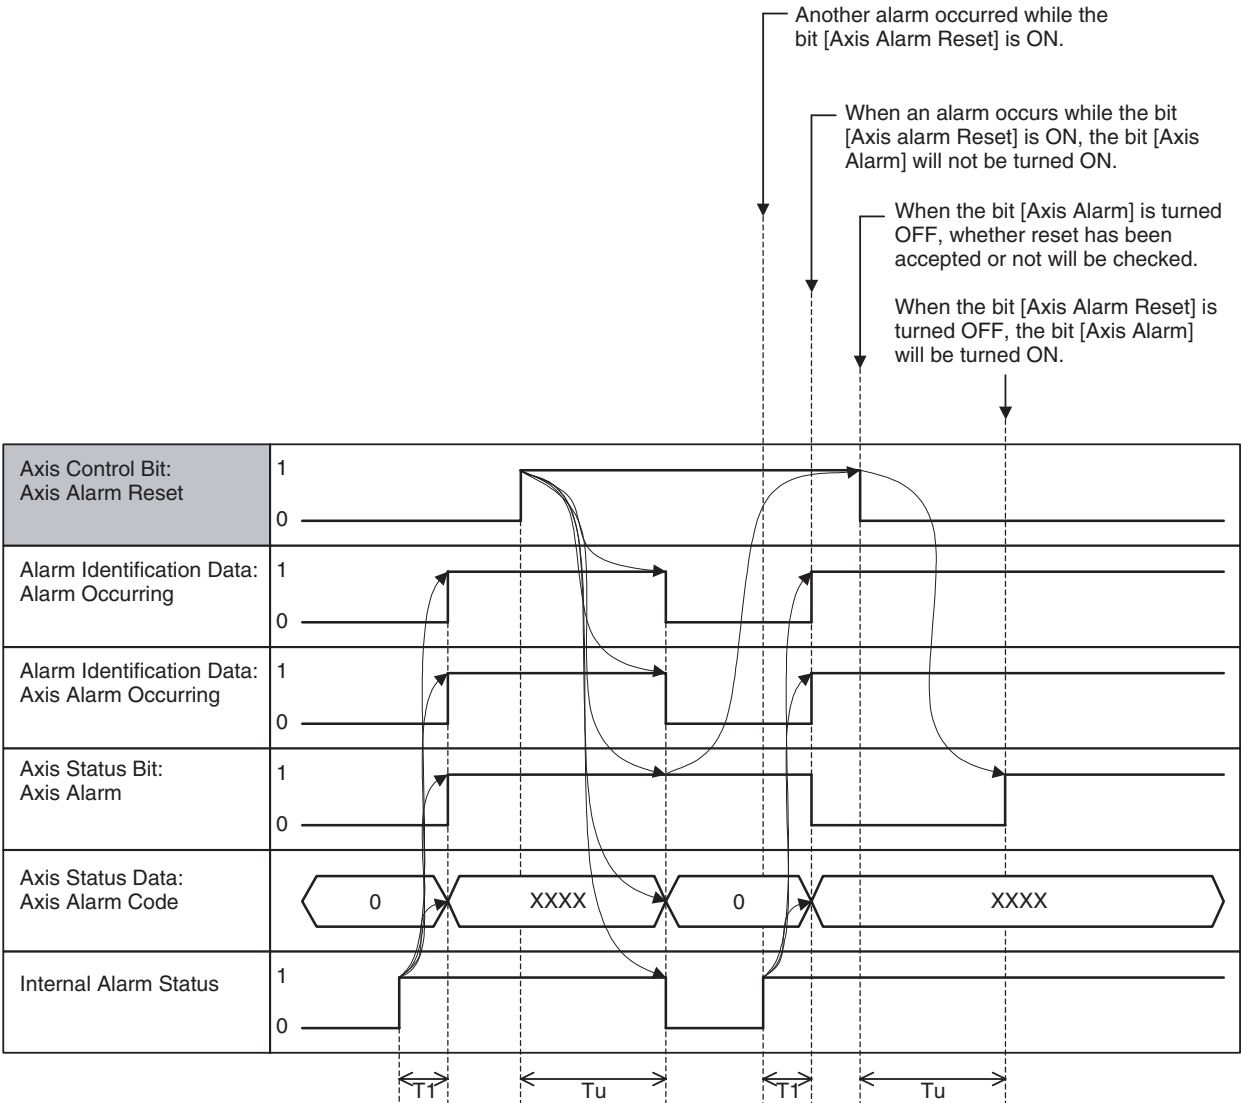 Another alarm occurred while the
bit [Axis Alarm Reset] is ON.
When an alarm occurs while the bit
[Axis alarm Reset] is ON, the bit [Axis
Alarm] will not be turned ON.
When the bit [Axis Alarm] is turned
OFF, whether reset has been
accepted or not will be checked.
When the bit [Axis Alarm Reset] is
turned OFF, the bit [Axis Alarm]
will be turned ON.
Axis Control Bit:
Axis Alarm Reset
1
0
Alarm Identification Data:
Alarm Occurring
1
0
Alarm Identification Data:
Axis Alarm Occurring
1
0
Axis Status Bit:
Axis Alarm
1
0
Axis Status Data:
Axis Alarm Code
0 XXXX 0 XXXX
Internal Alarm Status
1
0
T1 Tu T1 Tu